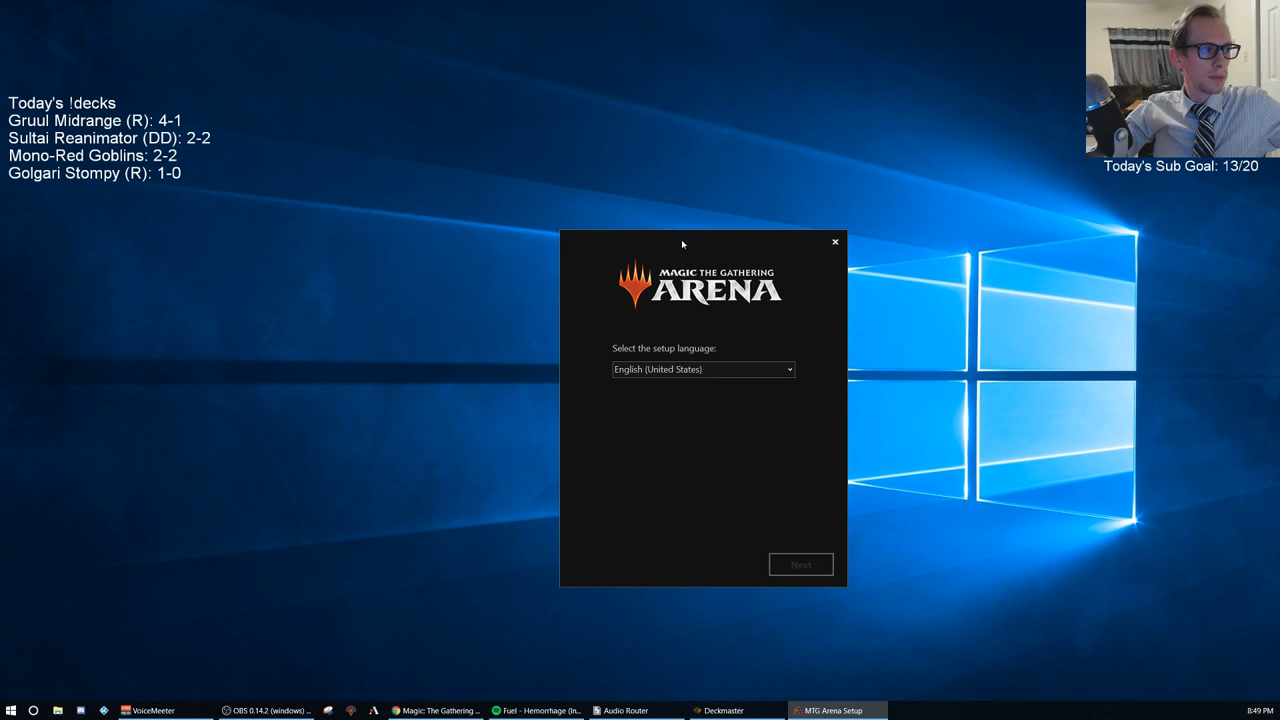 Today's !decks
Gruul Midrange (R): 4-1
Sultai Reanimator (DD): 2-2
Mono-Red Goblins: 2-2
Golgari Stompy (R): 1-0
Today's Sub Goal: 13/20
MAGIC THE GATHERING
ARENA
Select the setup language:
English (United States)
Next
VoiceMeeter
OBS 0.14.2 (windows) ...
Magic: The Gathering ...
Fuel - Hemorrhage (In...
Audio Router
Deckmaster
MTG Arena Setup
8:49 PM